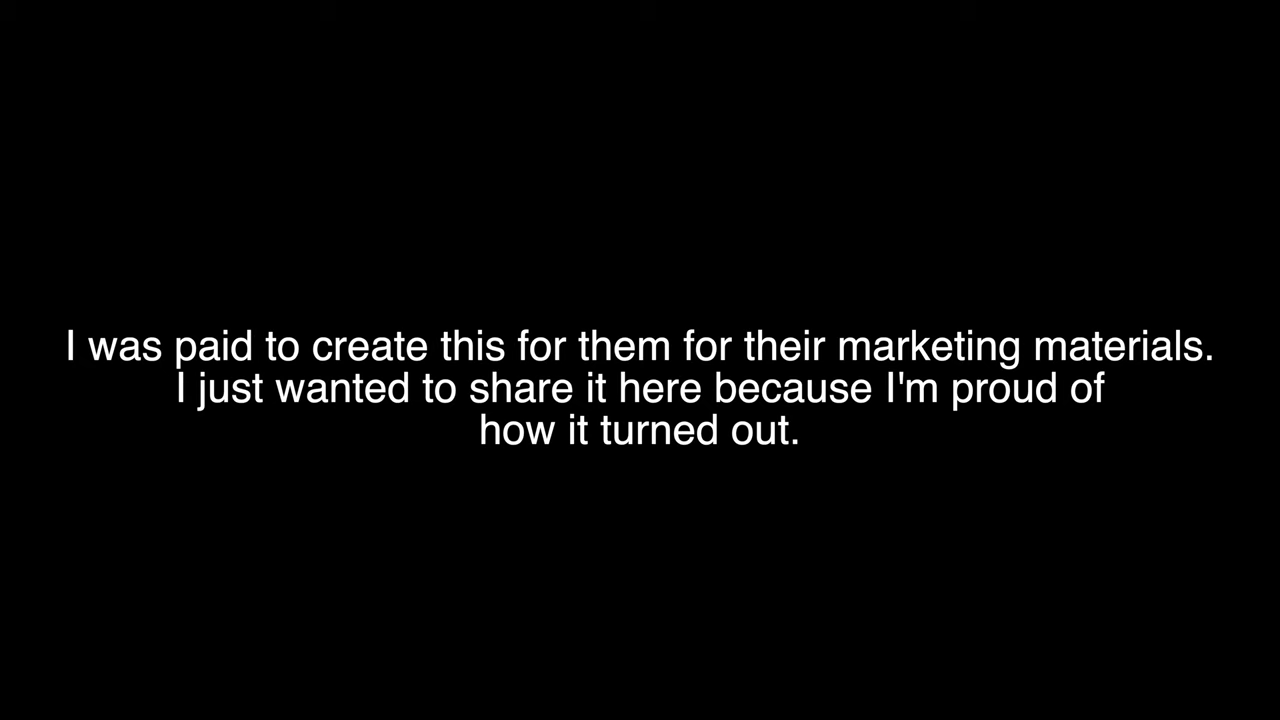 I was paid to create this for them for their marketing materials.
I just wanted to share it here because I'm proud of
how it turned out.